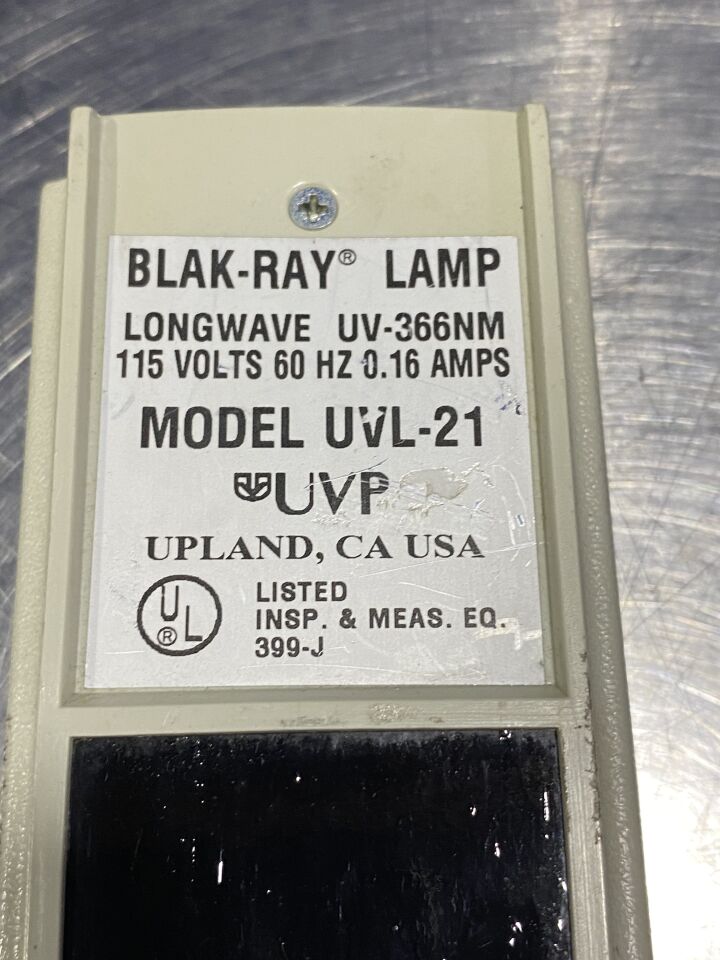 BLAK-RAY® LAMP
LONGWAVE UV-366NM
115 VOLTS 60 HZ 0.16 AMPS
MODEL UVL-21
UVP
UPLAND, CA USA
UL®
LISTED
INSP. & MEAS. EQ.
399-J